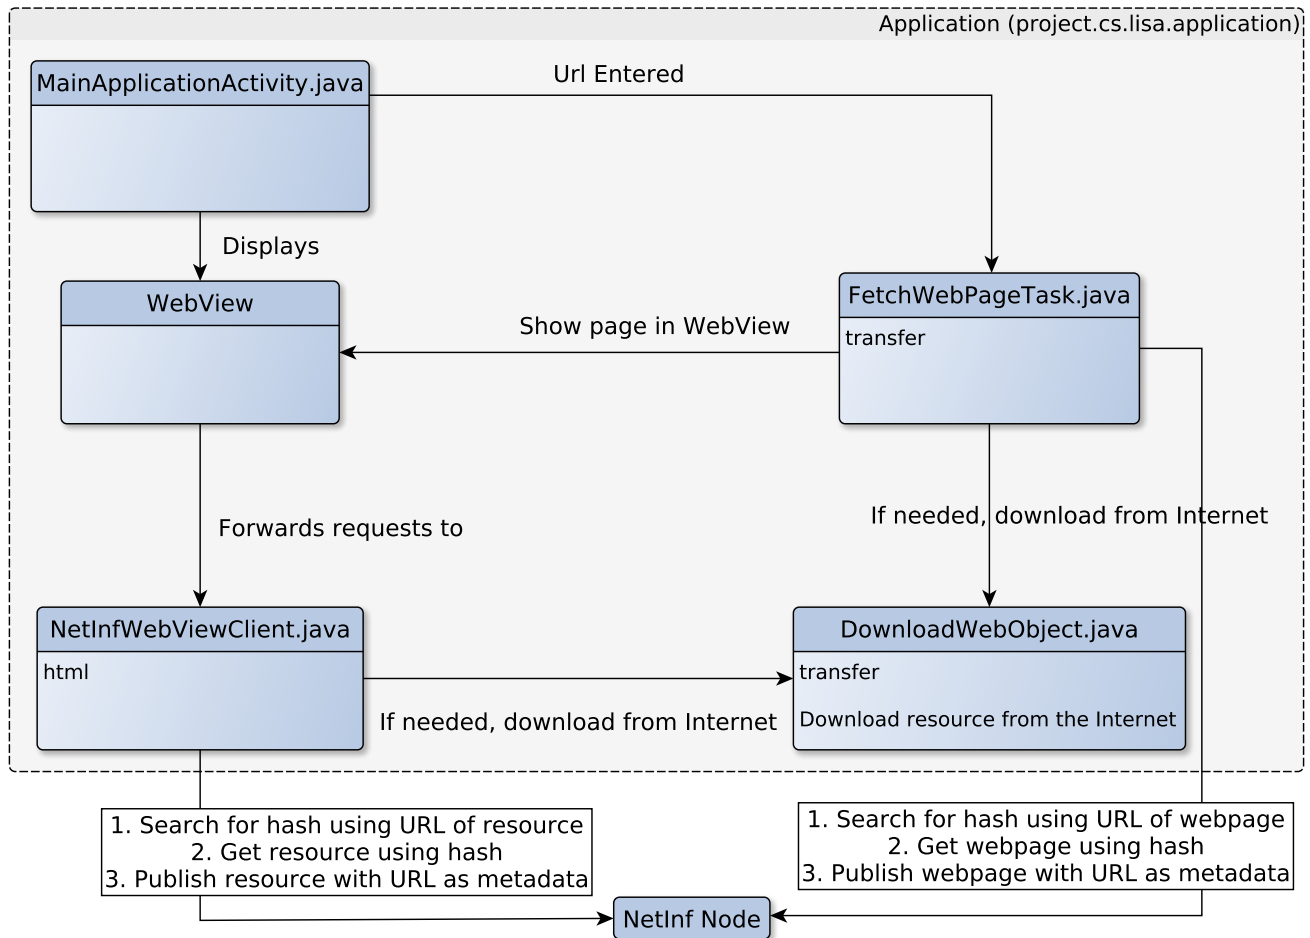 Application (project.cs.lisa.application)
MainApplicationActivity.java
Url Entered
Displays
WebView
FetchWebPageTask.java
transfer
Show page in WebView
Forwards requests to
If needed, download from Internet
NetInfWebViewClient.java
html
DownloadWebObject.java
transfer
Download resource from the Internet
If needed, download from Internet
1. Search for hash using URL of resource
2. Get resource using hash
3. Publish resource with URL as metadata
1. Search for hash using URL of webpage
2. Get webpage using hash
3. Publish webpage with URL as metadata
NetInf Node